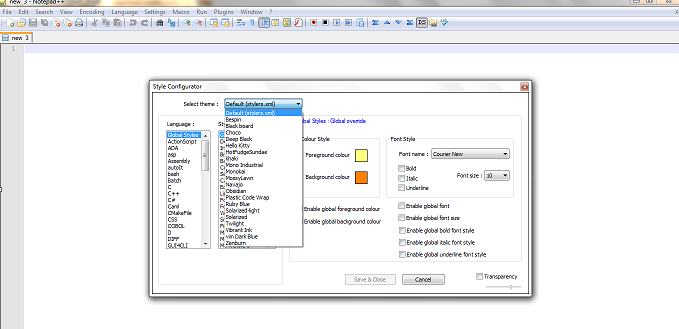 new 3 - Notepad++
File Edit Search View Encoding Language Settings Macro Run Plugins Window ?
new 3
1
Style Configurator
Select theme : Default (stylers.xml)
Default (stylers.xml)
Bespin
Black board
Choco
Deep Black
Hello Kitty
HotFudgeSundae
khaki
Mono Industrial
Monokai
MossyLawn
Navajo
Obsidian
Plastic Code Wrap
Ruby Blue
Solarized-light
Solarized
Twilight
Vibrant Ink
vim Dark Blue
Zenburn
Language :
Global Styles
ActionScript
ADA
asp
Assembly
autoIt
bash
Batch
C
C++
C#
Caml
CMakeFile
CSS
COBOL
D
DIFF
GUI4CLI
Global Styles : Global override
Colour Style
Foreground colour
Background colour
Enable global foreground colour
Enable global background colour
Font Style
Font name : Courier New
Bold
Italic
Underline
Font size : 10
Enable global font
Enable global font size
Enable global bold font style
Enable global italic font style
Enable global underline font style
Save & Close
Cancel
Transparency